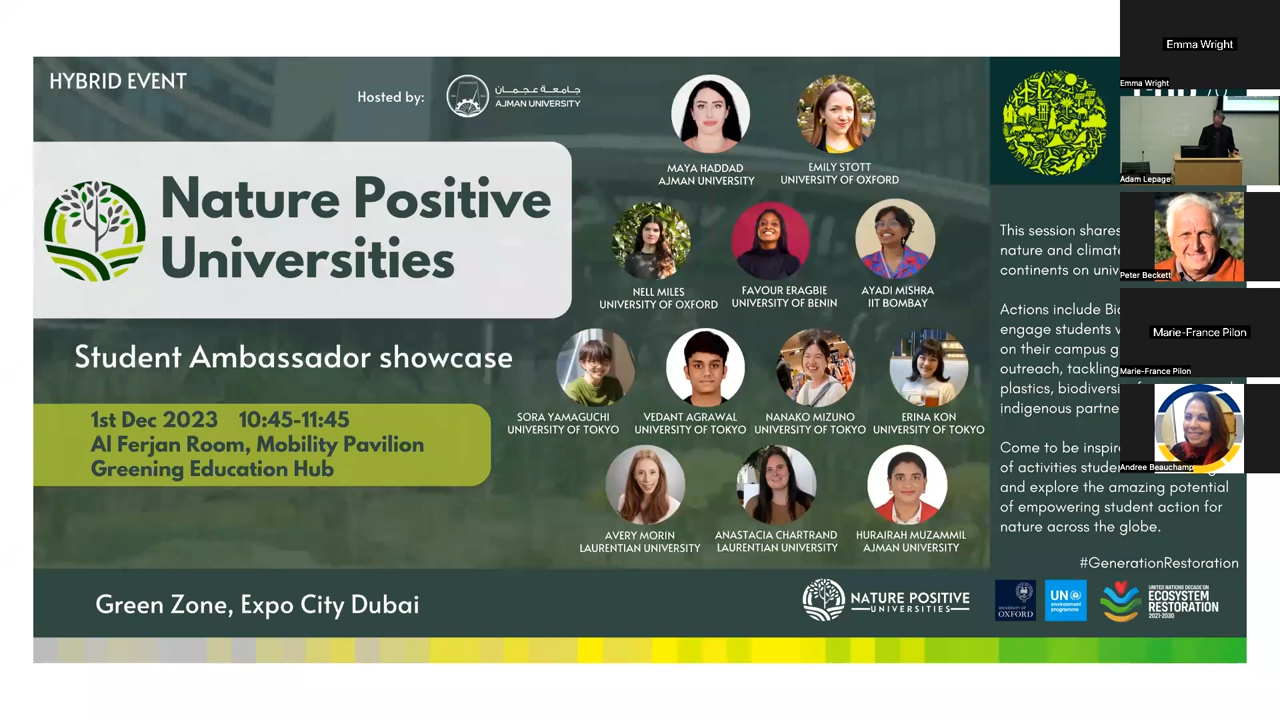 HYBRID EVENT
Hosted by:
جامعة عجمان
AJMAN UNIVERSITY
Nature Positive
Universities
Student Ambassador showcase
1st Dec 2023 10:45-11:45
Al Ferjan Room, Mobility Pavilion
Greening Education Hub
Green Zone, Expo City Dubai
MAYA HADDAD
AJMAN UNIVERSITY
EMILY STOTT
UNIVERSITY OF OXFORD
NELL MILES
UNIVERSITY OF OXFORD
FAVOUR ERAGBIE
UNIVERSITY OF BENIN
AYADI MISHRA
IIT BOMBAY
SORA YAMAGUCHI
UNIVERSITY OF TOKYO
VEDANT AGRAWAL
UNIVERSITY OF TOKYO
NANAKO MIZUNO
UNIVERSITY OF TOKYO
ERINA KON
UNIVERSITY OF TOKYO
AVERY MORIN
LAURENTIAN UNIVERSITY
ANASTACIA CHARTRAND
LAURENTIAN UNIVERSITY
HURAIRAH MUZAMMIL
AJMAN UNIVERSITY
This session shares
nature and climate
continents on
Actions include
engage students
on their campus
outreach, tackling
plastics,
indigenous
Come to be
of activities
and explore the amazing potential
of empowering student action for
nature across the globe.
#GenerationRestoration
NATURE POSITIVE
UNIVERSITIES
UNIVERSITY OF
OXFORD
UN
environment
programme
UNITED NATIONS DECADE ON
ECOSYSTEM
RESTORATION
2021-2030
Emma Wright
Emma Wright
Adam Lepage
Peter Beckett
Marie-France Pilon
Marie-France Pilon
Andree Beauchamp